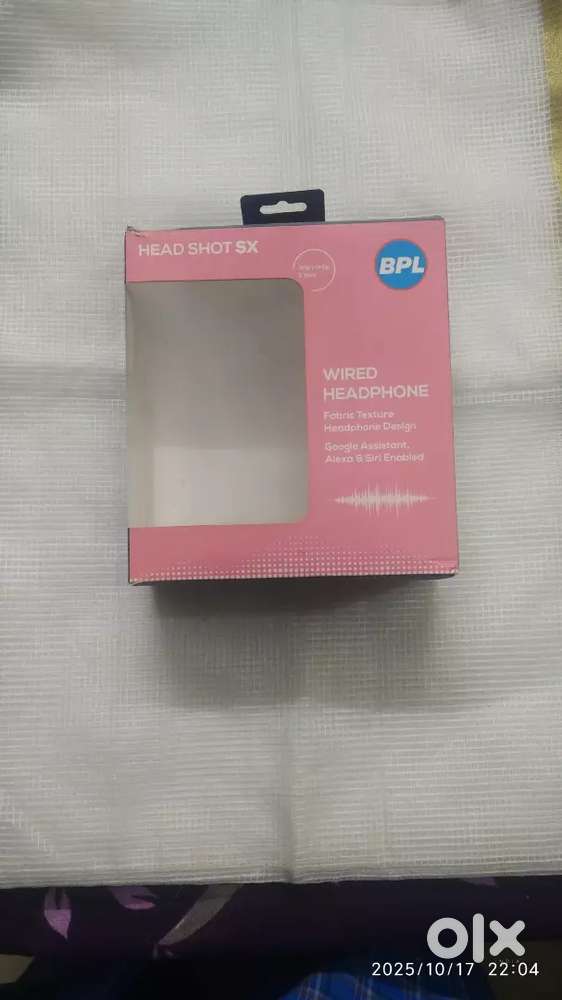 HEAD SHOT SX
BPL
WIRED
HEADPHONE
Fabric Texture
Headphone Design
Google Assistant,
Alexa & Siri Enabled
olx
2025/10/17 22:04